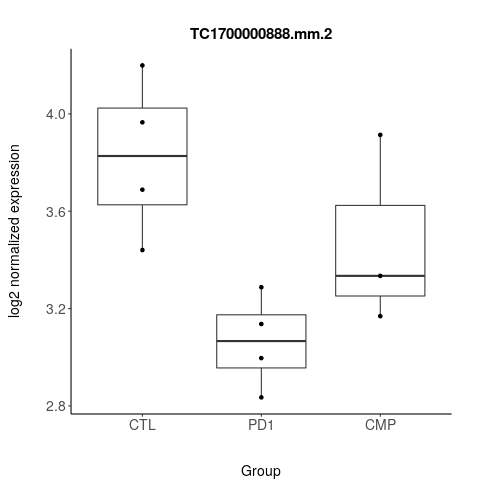 TC1700000888.mm.2
log2 normalized expression
4.0
3.6
3.2
2.8
CTL PD1 CMP
Group